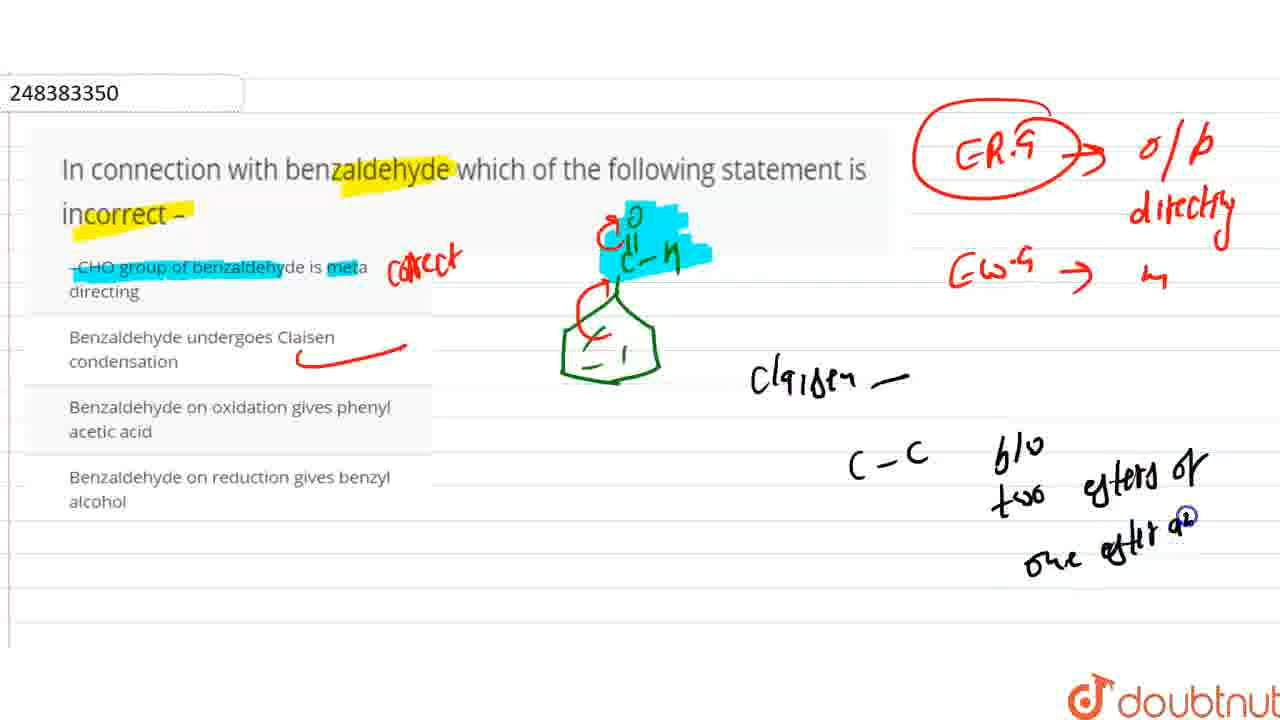 248383350
In connection with benzaldehyde which of the following statement is
incorrect –
-CHO group of benzaldehyde is meta
directing
correct
Benzaldehyde undergoes Claisen
condensation
Benzaldehyde on oxidation gives phenyl
acetic acid
Benzaldehyde on reduction gives benzyl
alcohol
O
C-H
E.R.G → o/p
directing
E.W.G → m
Claisen —
C-C b/w
two esters or
one ester
doubtnut